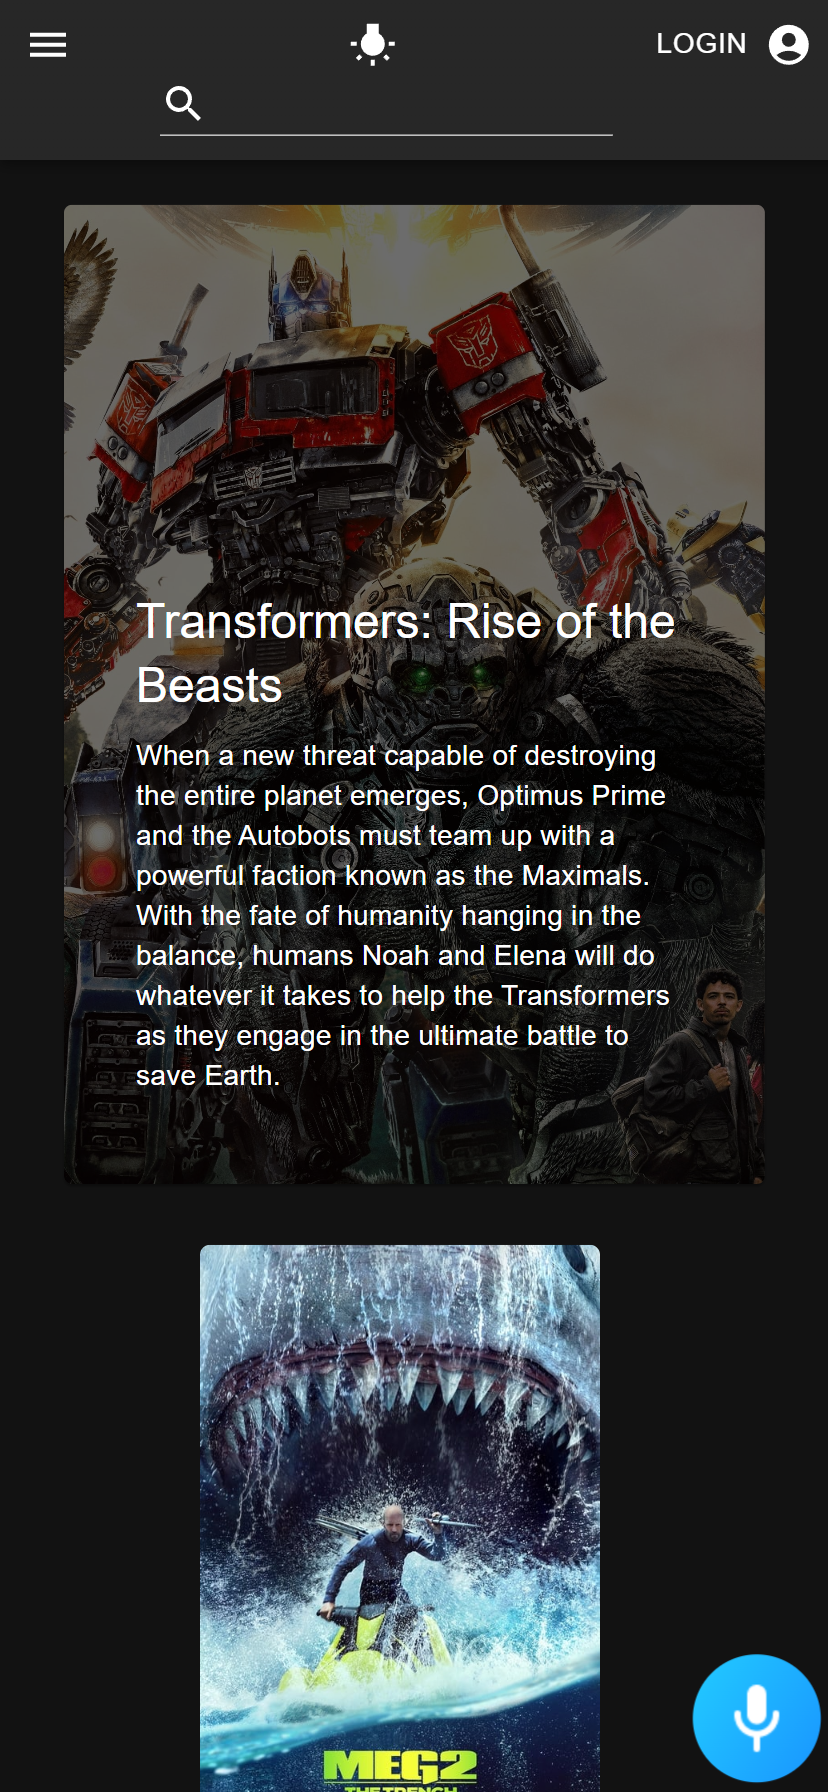 LOGIN
Transformers: Rise of the
Beasts
When a new threat capable of destroying
the entire planet emerges, Optimus Prime
and the Autobots must team up with a
powerful faction known as the Maximals.
With the fate of humanity hanging in the
balance, humans Noah and Elena will do
whatever it takes to help the Transformers
as they engage in the ultimate battle to
save Earth.
MEG2
THE TRENCH